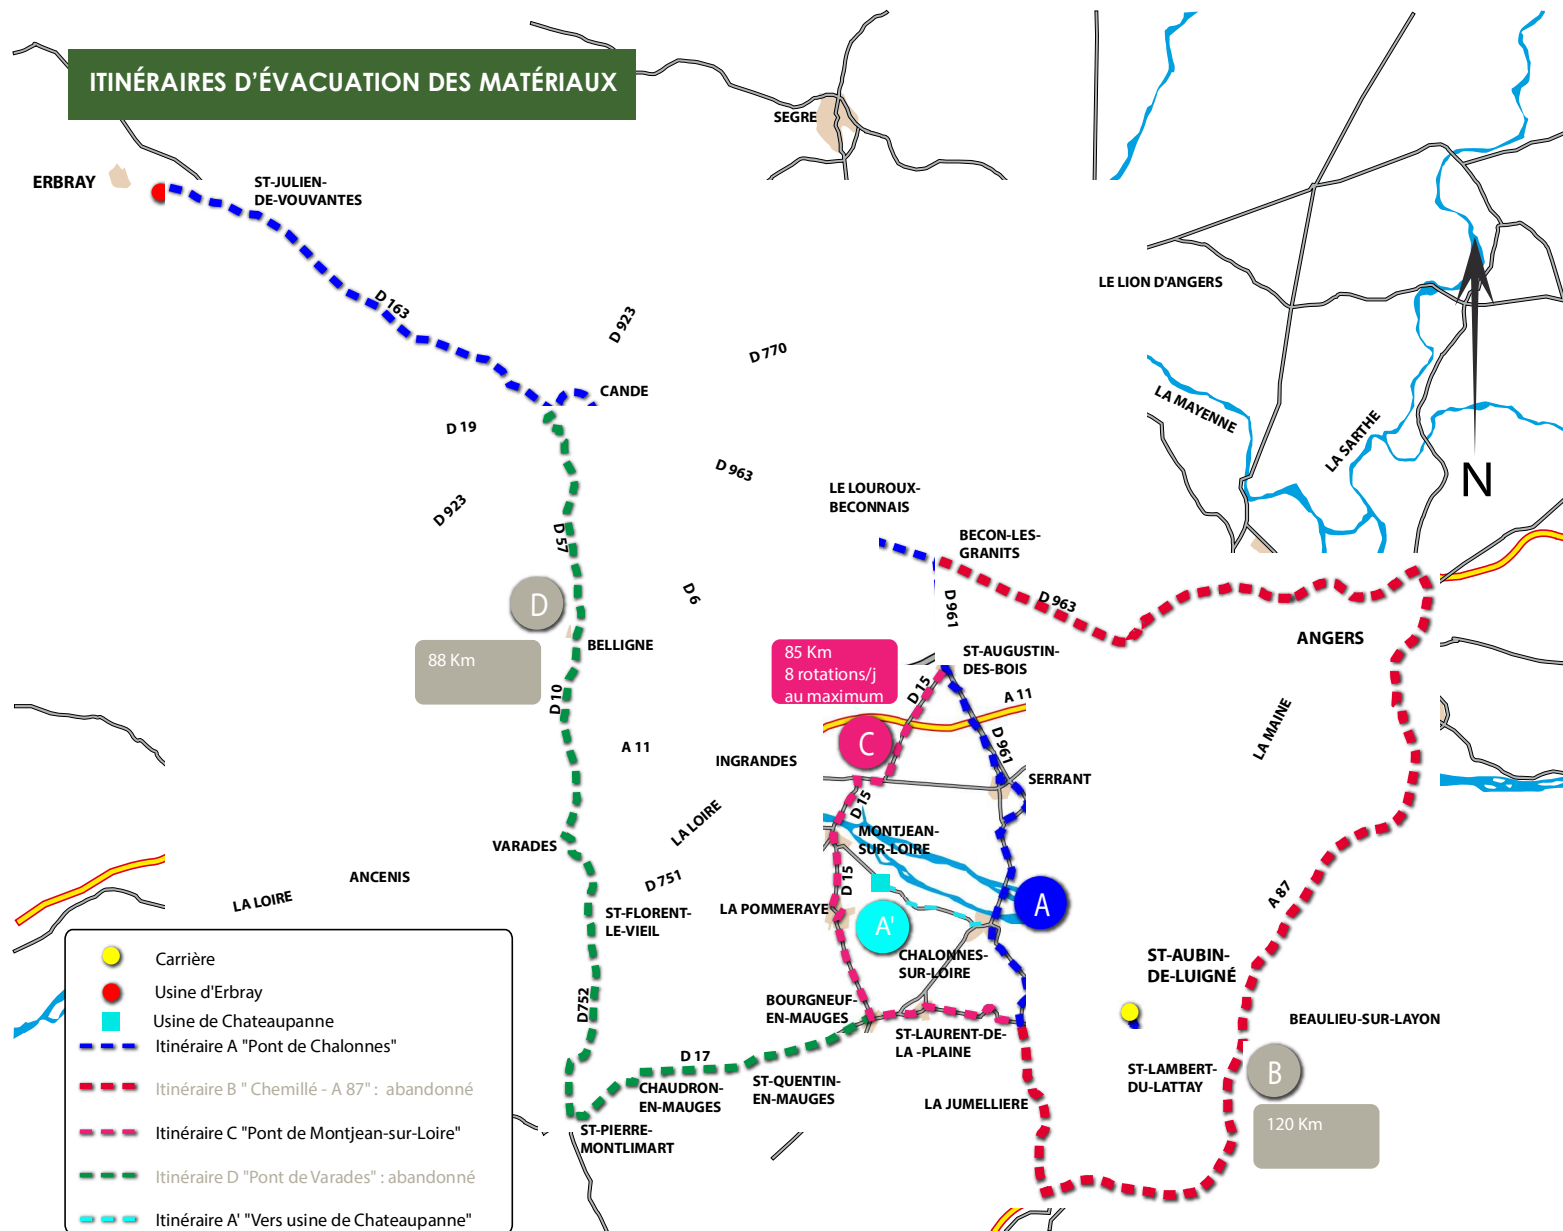 ITINÉRAIRES D'ÉVACUATION DES MATÉRIAUX
SEGRE
ERBRAY
ST-JULIEN-
DE-VOUVANTES
LE LION D'ANGERS
D 163
D 923
D 770
CANDE
LA MAYENNE
LA SARTHE
D 19
D 963
N
D 923
LE LOUROUX-
BECONNAIS
D 57
BECON-LES-
GRANITS
D
D 6
D 961
D 963
BELLIGNE
ANGERS
88 Km
85 Km
8 rotations/j
au maximum
ST-AUGUSTIN-
DES-BOIS
D 10
D 15
A 11
A 11
C
D 961
LA MAINE
INGRANDES
SERRANT
D 15
LA LOIRE
MONTJEAN-
SUR-LOIRE
VARADES
ANCENIS
D 751
D 15
A 87
LA LOIRE
ST-FLORENT-
LE-VIEIL
LA POMMERAYE
A'
A
CHALONNES-
SUR-LOIRE
ST-AUBIN-
DE-LUIGNÉ
D752
BOURGNEUF-
EN-MAUGES
ST-LAURENT-DE-
LA -PLAINE
BEAULIEU-SUR-LAYON
D 17
CHAUDRON-
EN-MAUGES
ST-QUENTIN-
EN-MAUGES
LA JUMELLIERE
ST-LAMBERT-
DU-LATTAY
B
120 Km
ST-PIERRE-
MONTLIMART
Carrière
Usine d'Erbray
Usine de Chateaupanne
Itinéraire A "Pont de Chalonnes"
Itinéraire B " Chemillé - A 87" : abandonné
Itinéraire C "Pont de Montjean-sur-Loire"
Itinéraire D "Pont de Varades" : abandonné
Itinéraire A' "Vers usine de Chateaupanne"